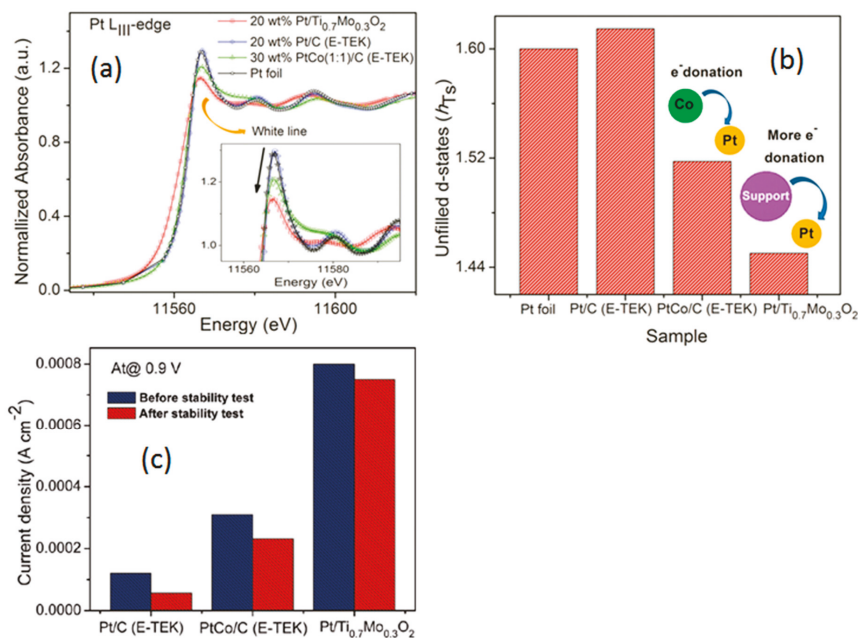 Pt L_III-edge
20 wt% Pt/Ti₀.₇Mo₀.₃O₂
20 wt% Pt/C (E-TEK)
30 wt% PtCo(1:1)/C (E-TEK)
Pt foil
(a)
White line
Normallized Absorbance (a.u.)
1.2
0.8
0.4
0.0
1.2
1.0
11560 11580
Energy (eV)
11560 11600
Energy (eV)
(b)
Unfilled d-states (h_Ts)
1.60
1.52
1.44
e⁻donation
Co
Pt
More e⁻
donation
Support
Pt
Pt foil Pt/C (E-TEK) PtCo/C (E-TEK) Pt/Ti₀.₇Mo₀.₃O₂
Sample
At@ 0.9 V
Before stability test
After stability test
(c)
Current density (A cm⁻²)
0.0008
0.0006
0.0004
0.0002
0.0000
Pt/C (E-TEK) PtCo/C (E-TEK) Pt/Ti₀.₇Mo₀.₃O₂